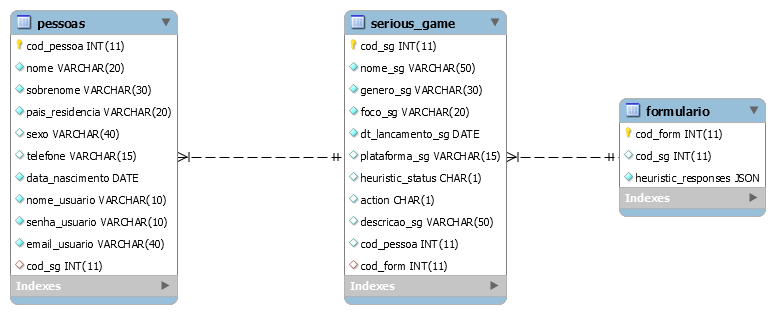 pessoas
cod_pessoa INT(11)
nome VARCHAR(20)
sobrenome VARCHAR(30)
pais_residencia VARCHAR(20)
sexo VARCHAR(40)
telefone VARCHAR(15)
data_nascimento DATE
nome_usuario VARCHAR(10)
senha_usuario VARCHAR(10)
email_usuario VARCHAR(40)
cod_sg INT(11)
Indexes
serious_game
cod_sg INT(11)
nome_sg VARCHAR(50)
genero_sg VARCHAR(30)
foco_sg VARCHAR(20)
dt_lancamento_sg DATE
plataforma_sg VARCHAR(15)
heuristic_status CHAR(1)
action CHAR(1)
descricao_sg VARCHAR(50)
cod_pessoa INT(11)
cod_form INT(11)
Indexes
formulario
cod_form INT(11)
cod_sg INT(11)
heuristic_responses JSON
Indexes